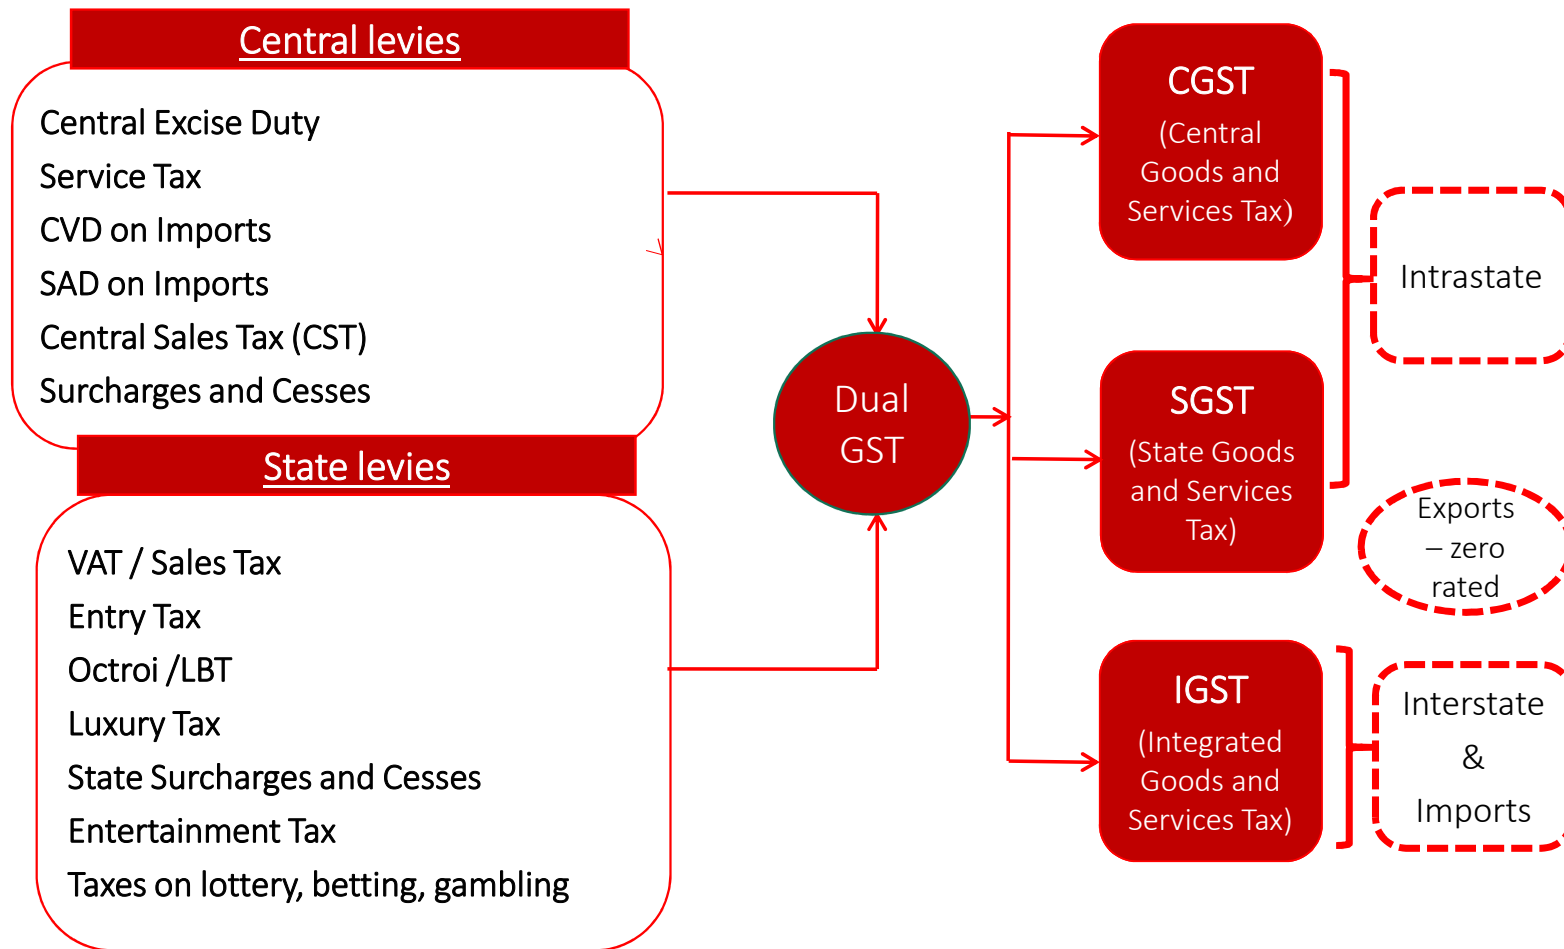 Central levies
Central Excise Duty
Service Tax
CVD on Imports
SAD on Imports
Central Sales Tax (CST)
Surcharges and Cesses
State levies
VAT / Sales Tax
Entry Tax
Octroi /LBT
Luxury Tax
State Surcharges and Cesses
Entertainment Tax
Taxes on lottery, betting, gambling
Dual
GST
CGST
(Central
Goods and
Services Tax)
SGST
(State Goods
and Services
Tax)
IGST
(Integrated
Goods and
Services Tax)
Intrastate
Exports
– zero
rated
Interstate
&
Imports